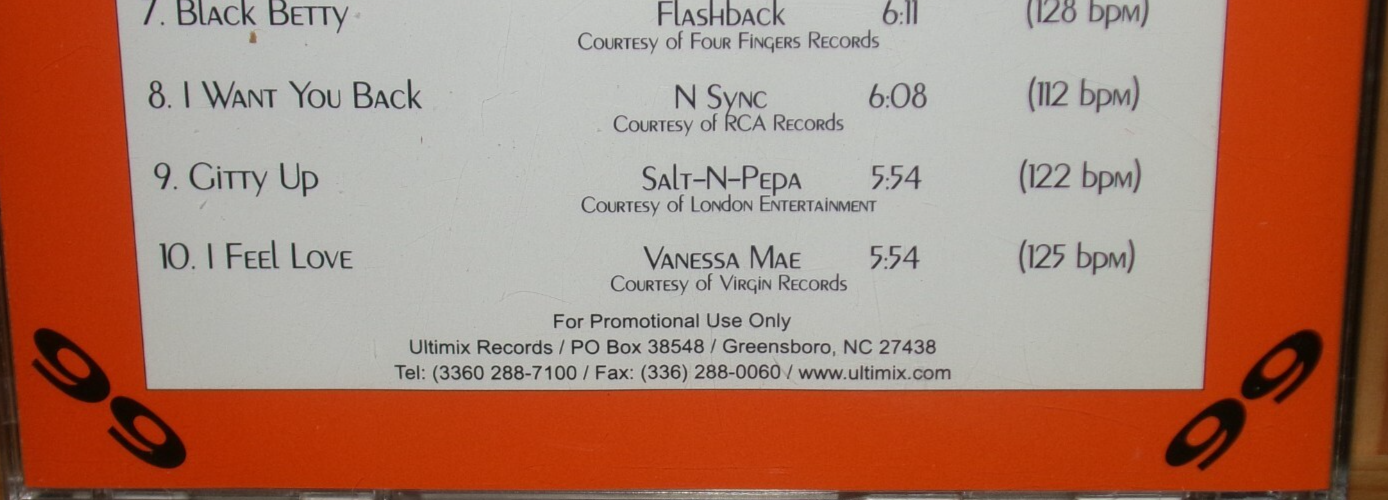 7. Black Betty Flashback 6:11 (128 bpm)
Courtesy of Four Fingers Records
8. I Want You Back N Sync 6:08 (112 bpm)
Courtesy of RCA Records
9. Gitty Up Salt-N-Pepa 5:54 (122 bpm)
Courtesy of London Entertainment
10. I Feel Love Vanessa Mae 5:54 (125 bpm)
Courtesy of Virgin Records
For Promotional Use Only
Ultimix Records / PO Box 38548 / Greensboro, NC 27438
Tel: (3360 288-7100 / Fax: (336) 288-0060 / www.ultimix.com
66
66